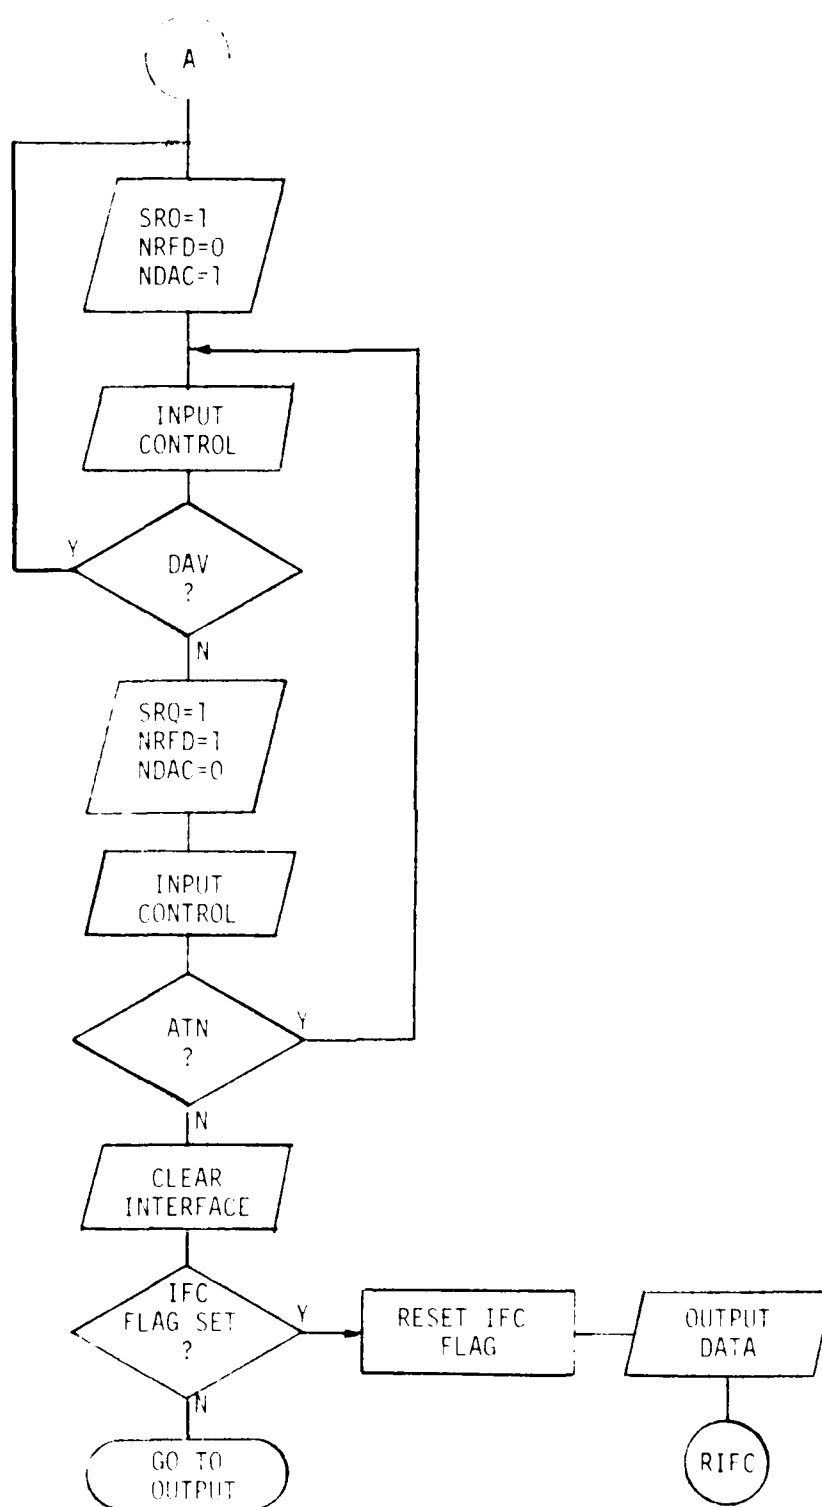 A
SRQ=1
NRFD=0
NDAC=1
INPUT
CONTROL
Y
DAV
?
N
SRQ=1
NRFD=1
NDAC=0
INPUT
CONTROL
ATN
?
Y
N
CLEAR
INTERFACE
IFC
FLAG SET
?
Y
RESET IFC
FLAG
OUTPUT
DATA
N
GO TO
OUTPUT
RIFC